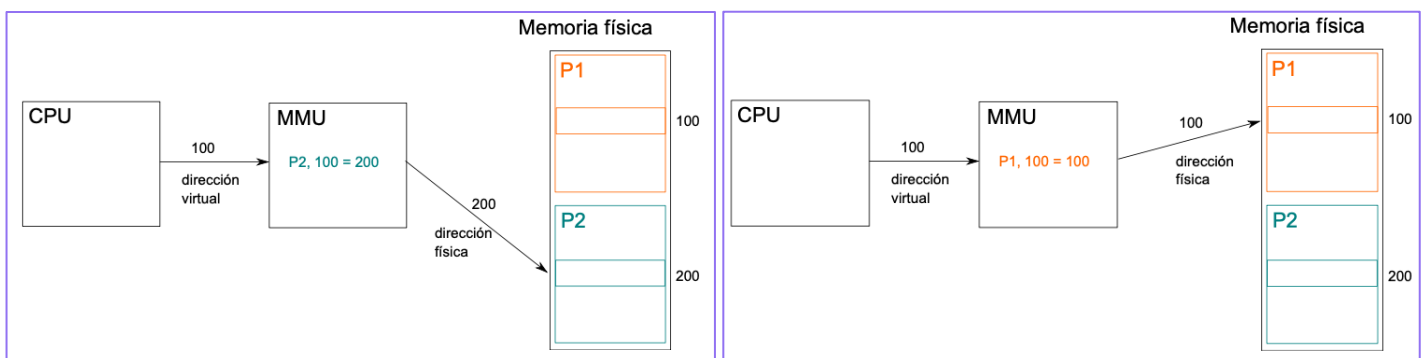 Memoria física
P1
CPU
MMU
100
100
P2, 100 = 200
dirección
virtual
200
P2
dirección
física
200
Memoria física
P1
CPU
MMU
100
100
100
P1, 100 = 100
dirección
física
dirección
virtual
P2
200